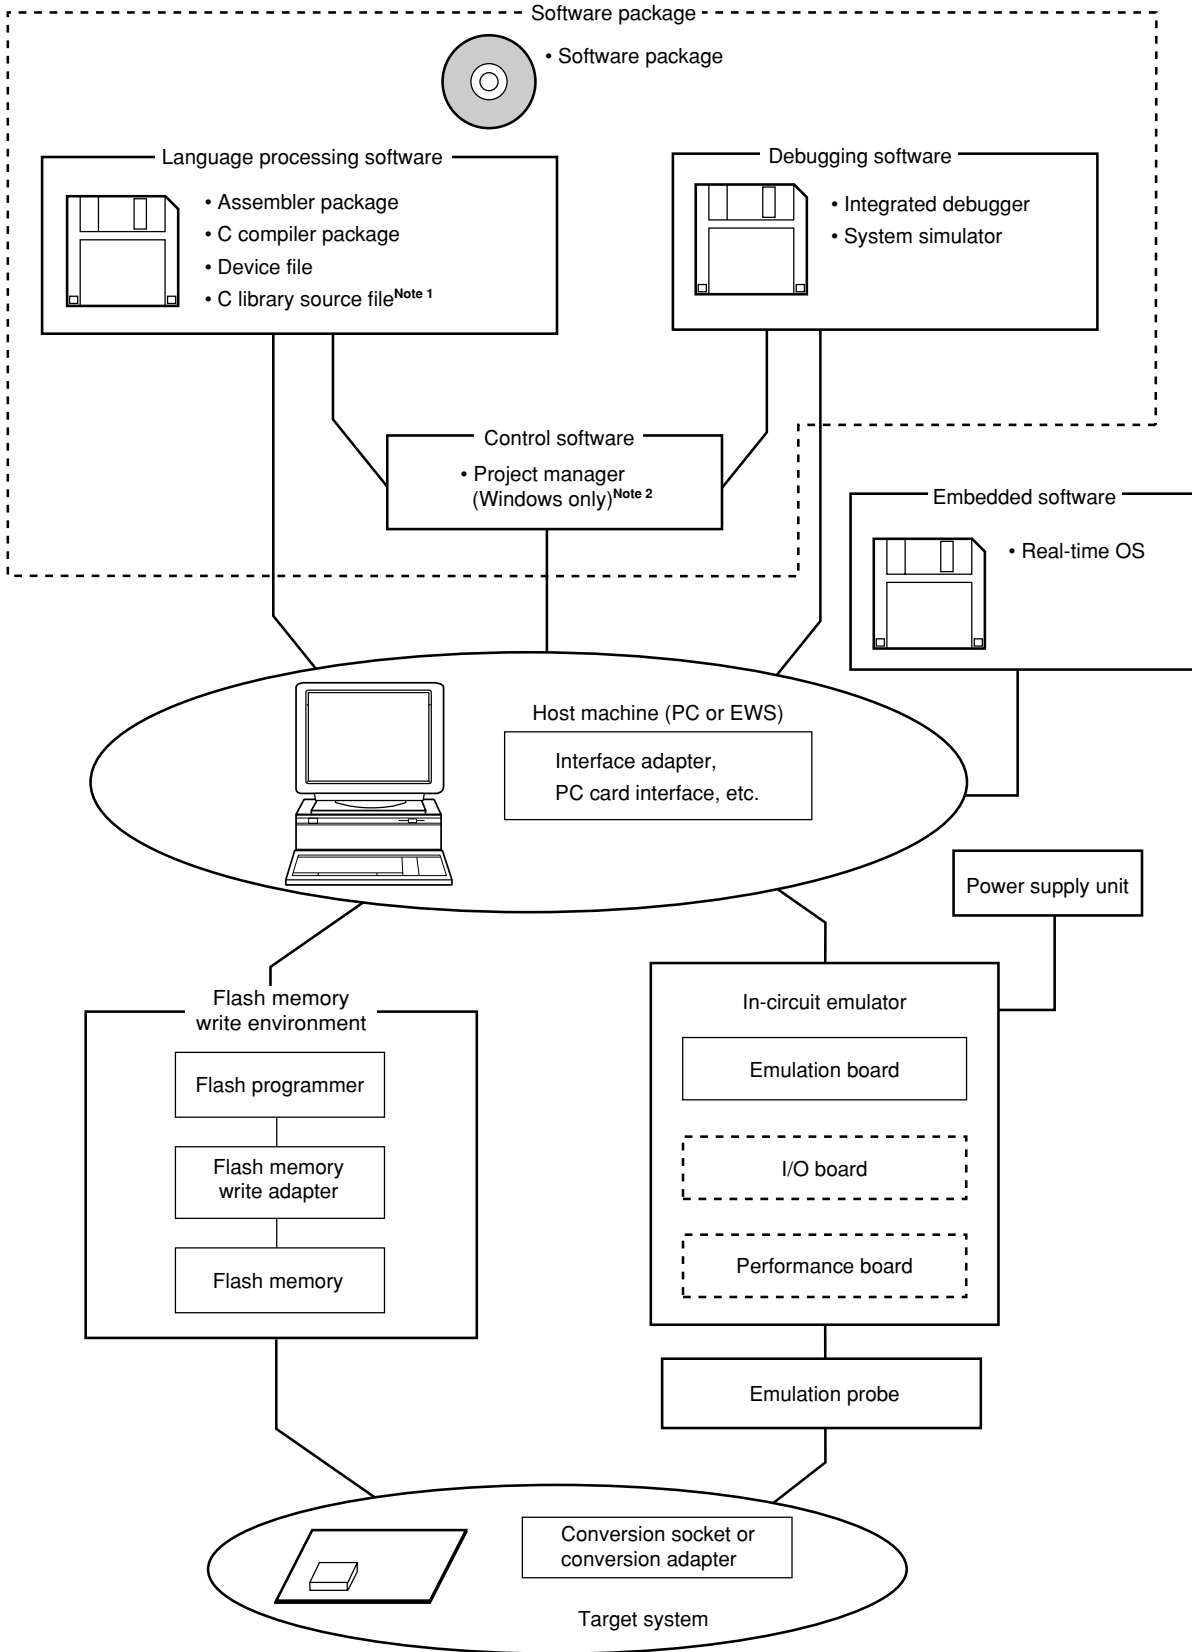 Software package
• Software package
Language processing software
• Assembler package
• C compiler package
• Device file
• C library source fileNote 1
Debugging software
• Integrated debugger
• System simulator
Control software
• Project manager
(Windows only)Note 2
Embedded software
• Real-time OS
Host machine (PC or EWS)
Interface adapter,
PC card interface, etc.
Power supply unit
Flash memory
write environment
Flash programmer
Flash memory
write adapter
Flash memory
In-circuit emulator
Emulation board
I/O board
Performance board
Emulation probe
Conversion socket or
conversion adapter
Target system